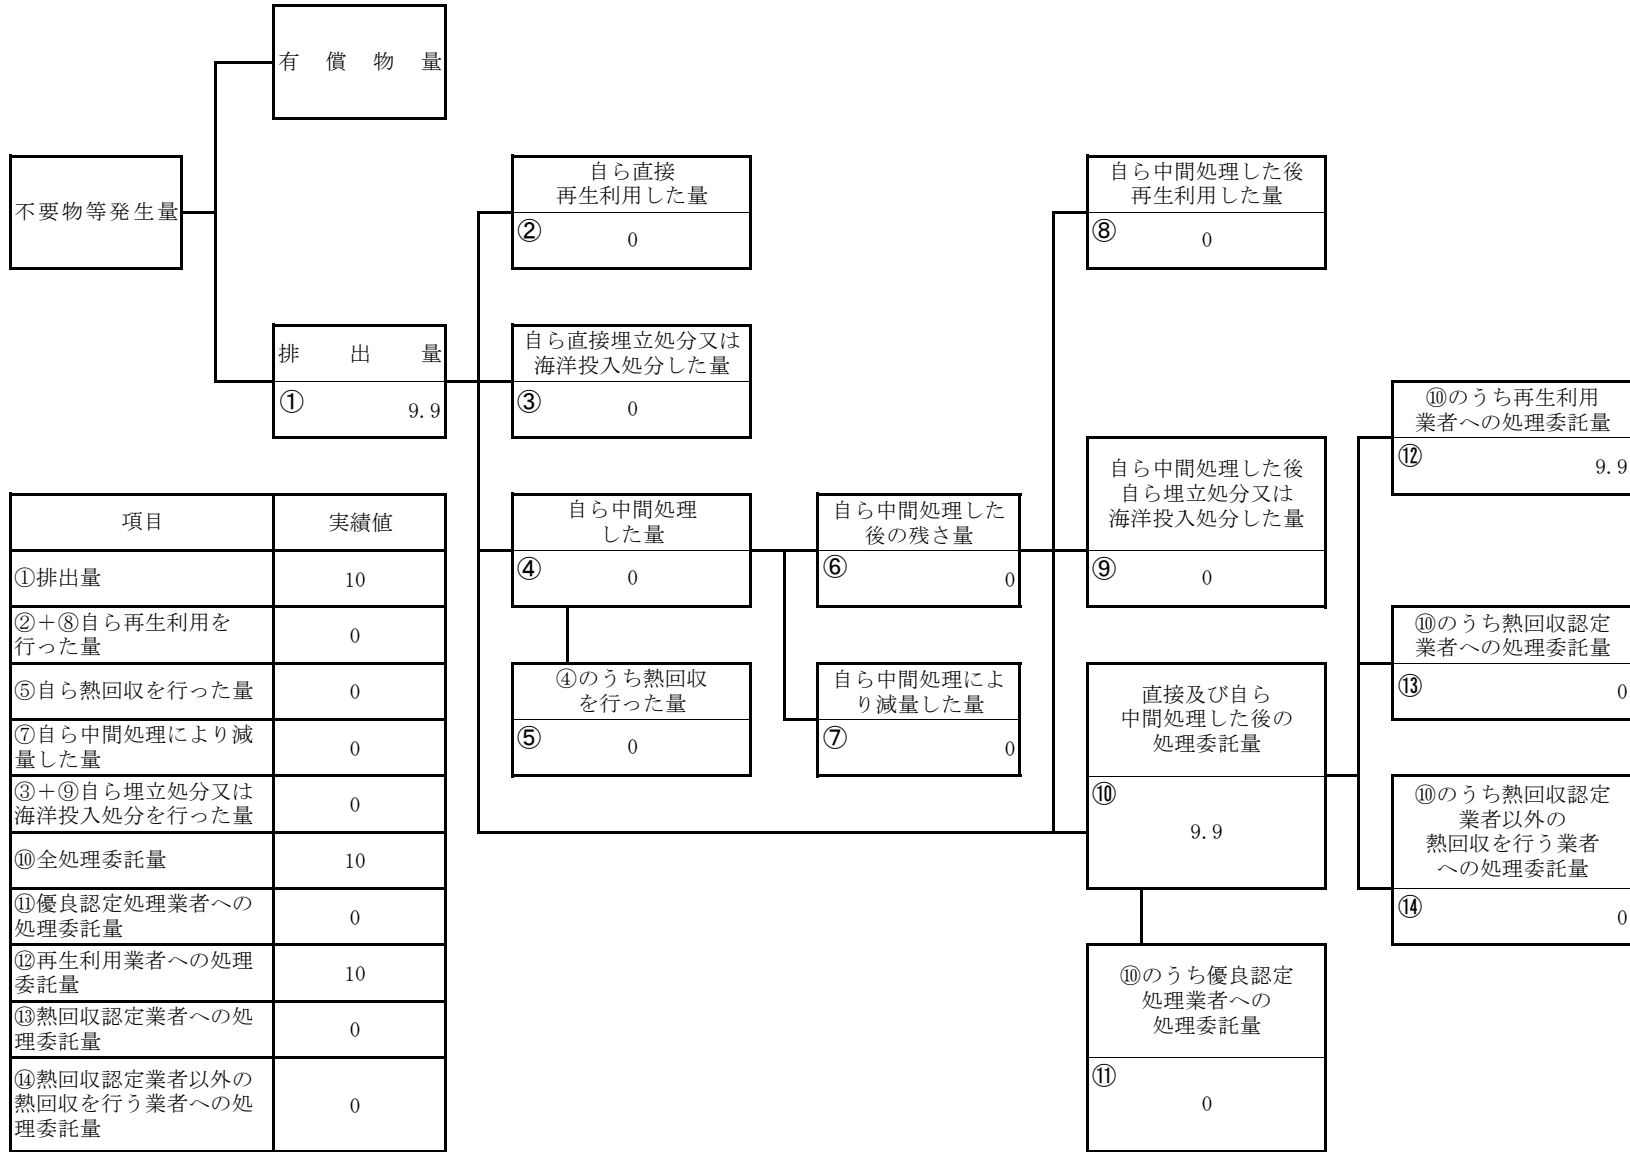 有償物量
不要物等発生量
排出量
①
9.9
自ら直接
再生利用した量
②
0
自ら直接埋立処分又は
海洋投入処分した量
③
0
自ら中間処理
した量
④
0
④のうち熱回収
を行った量
⑤
0
自ら中間処理した
後の残さ量
⑥
0
自ら中間処理によ
り減量した量
⑦
0
自ら中間処理した後
再生利用した量
⑧
0
自ら中間処理した後
自ら埋立処分又は
海洋投入処分した量
⑨
0
直接及び自ら
中間処理した後の
処理委託量
⑩
9.9
⑩のうち優良認定
処理業者への
処理委託量
⑪
0
⑩のうち再生利用
業者への処理委託量
⑫
9.9
⑩のうち熱回収認定
業者への処理委託量
⑬
0
⑩のうち熱回収認定
業者以外の
熱回収を行う業者
への処理委託量
⑭
0
項目 実績値
①排出量 10
②+⑧自ら再生利用を
行った量 0
⑤自ら熱回収を行った量 0
⑦自ら中間処理により減
量した量 0
③+⑨自ら埋立処分又は
海洋投入処分を行った量 0
⑩全処理委託量 10
⑪優良認定処理業者への
処理委託量 0
⑫再生利用業者への処理
委託量 10
⑬熱回収認定業者への処
理委託量 0
⑭熱回収認定業者以外の
熱回収を行う業者への処
理委託量 0